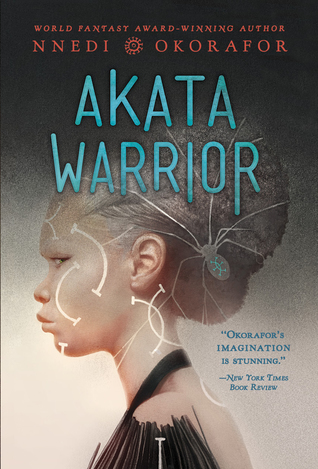 WORLD FANTASY AWARD-WINNING AUTHOR
NNEDI OKORAFOR
AKATA
WARRIOR
“OKORAFOR’S
IMAGINATION
IS STUNNING.”
—NEW YORK TIMES
BOOK REVIEW